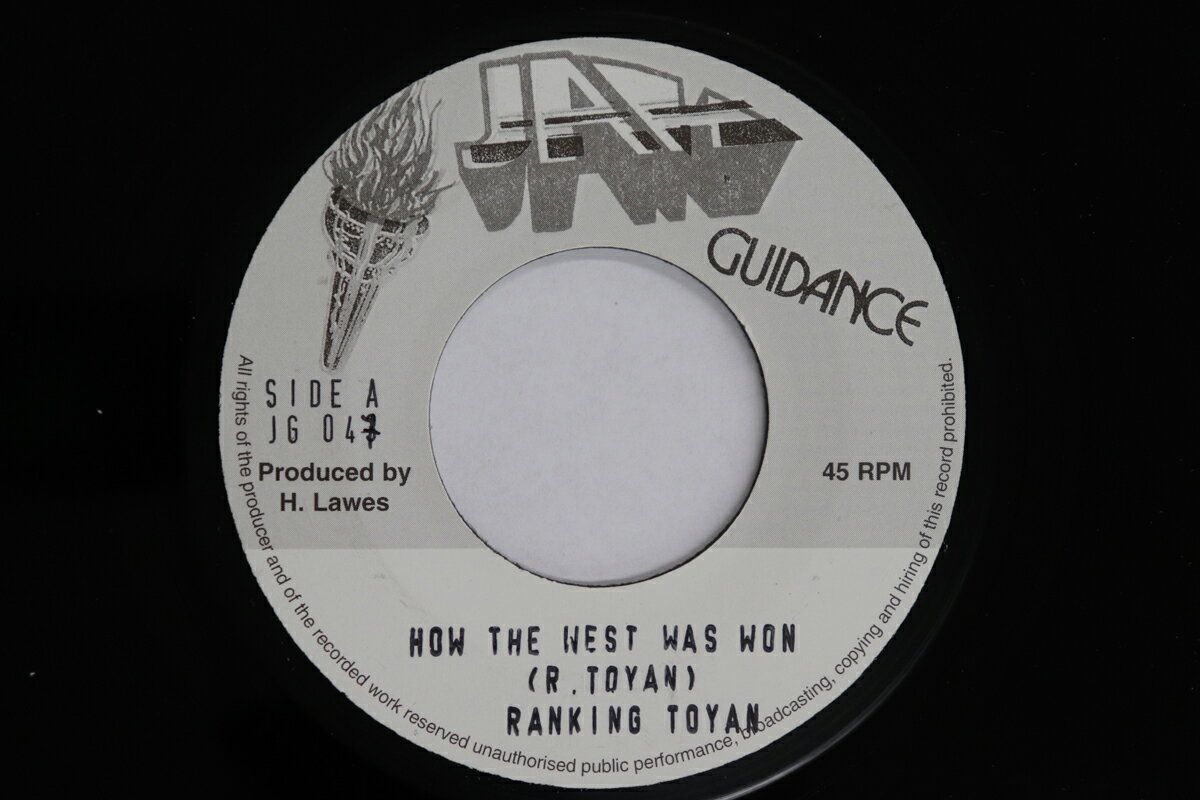 JAH
GUIDANCE
SIDE A
JG 047
Produced by
H. Lawes
45 RPM
HOW THE WEST WAS WON
(R.TOYAN)
RANKING TOYAN
All rights of the producer and of the recorded work reserved unauthorised public performance, broadcasting, copying and hiring of this record prohibited.